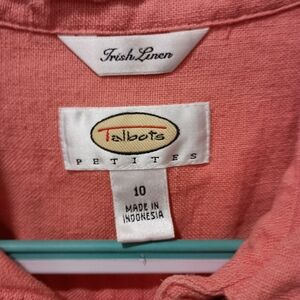 Irish Linen
Talbots
PETITES
10
MADE IN
INDONESIA